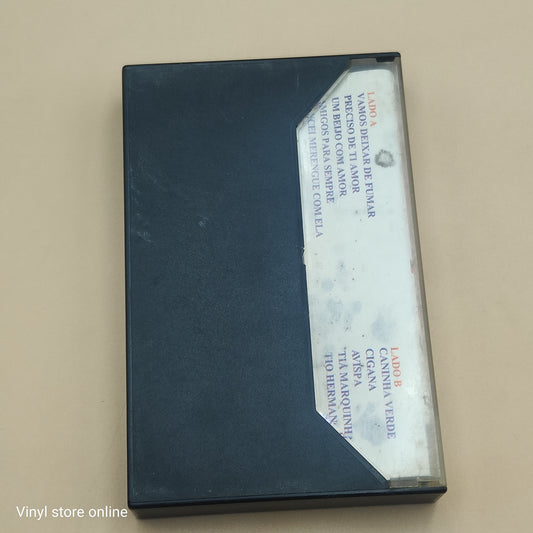 LADO A
VAMOS DEIXAR DE FUMAR
PRECISO DE TI AMOR
UM BEIJO COM AMOR
AMIGOS PARA SEMPRE
MERENGUE COM ELA
LADO B
CANINHA VERDE
CIGANA
AVISPA
TIA MARQUINH
TIO HERMAN
Vinyl store online